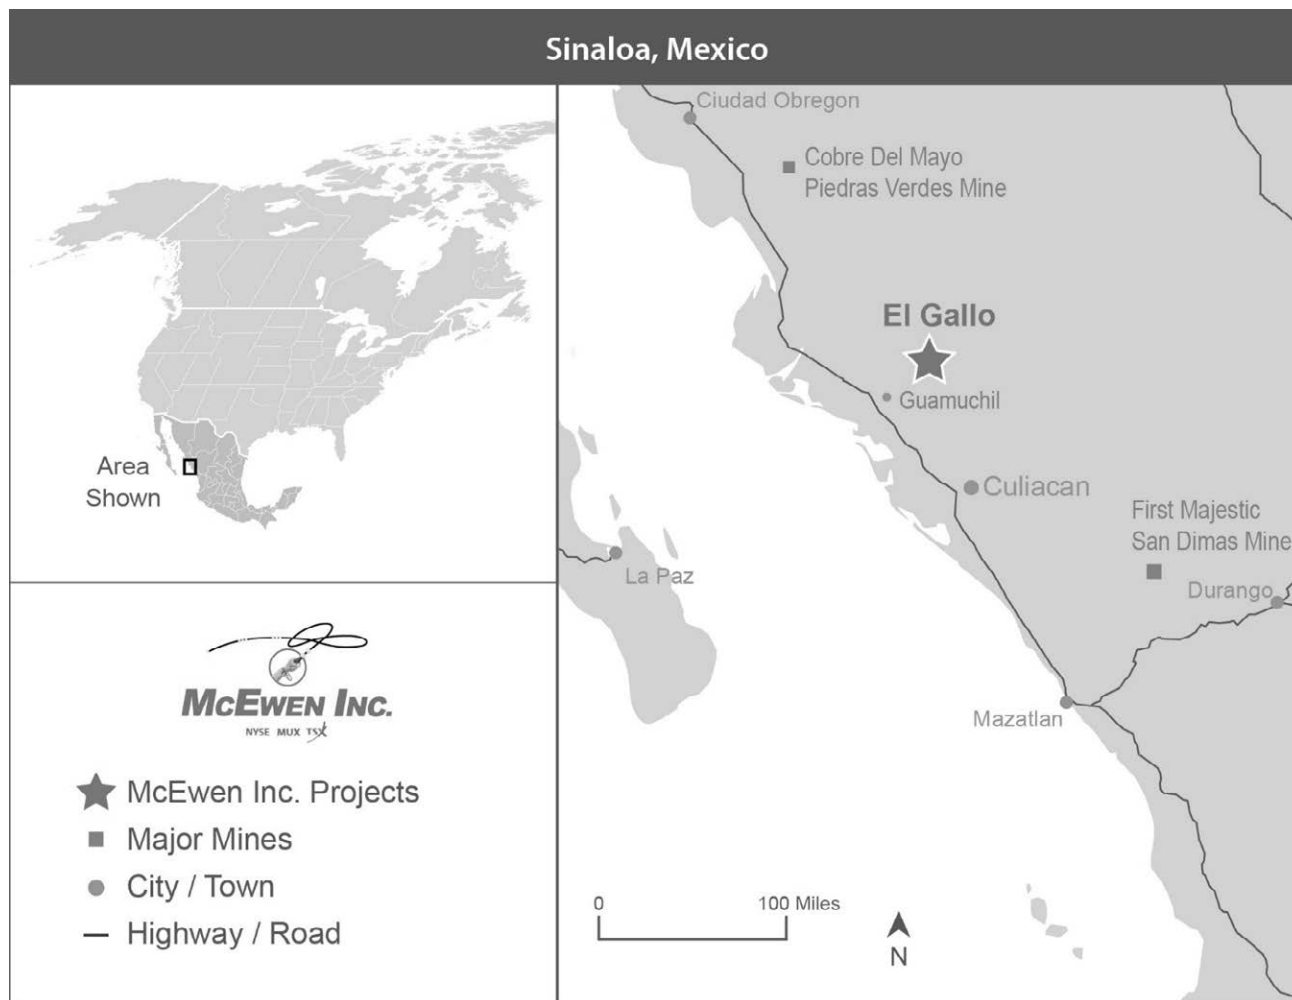 Sinaloa, Mexico
Area
Shown
McEwen Inc.
NYSE MUX TSX
McEwen Inc. Projects
Major Mines
City / Town
Highway / Road
Ciudad Obregon
Cobre Del Mayo
Piedras Verdes Mine
El Gallo
Guamuchil
Culiacan
First Majestic
San Dimas Mine
La Paz
Durango
Mazatlan
0
100 Miles
N